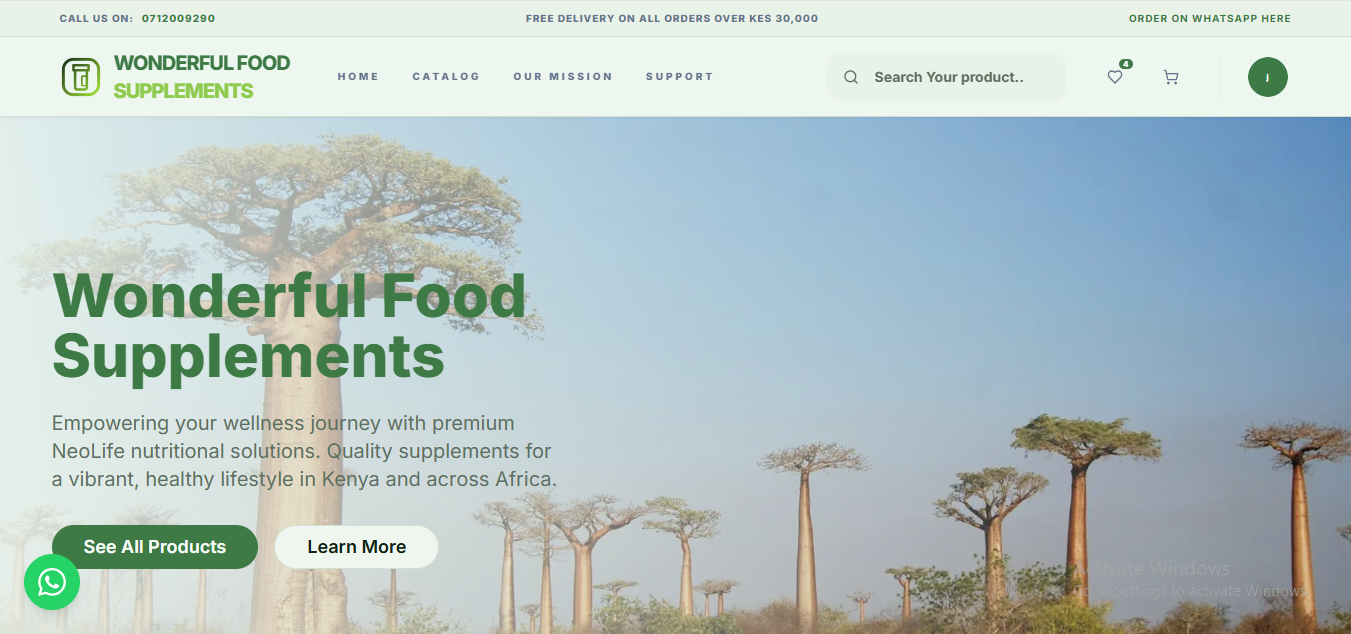 CALL US ON: 0712009290
FREE DELIVERY ON ALL ORDERS OVER KES 30,000
ORDER ON WHATSAPP HERE
WONDERFUL FOOD
SUPPLEMENTS
HOME
CATALOG
OUR MISSION
SUPPORT
Search Your product..
4
j
Wonderful Food
Supplements
Empowering your wellness journey with premium
NeoLife nutritional solutions. Quality supplements for
a vibrant, healthy lifestyle in Kenya and across Africa.
See All Products
Learn More
Activate Windows
Go to Settings to activate Windows.